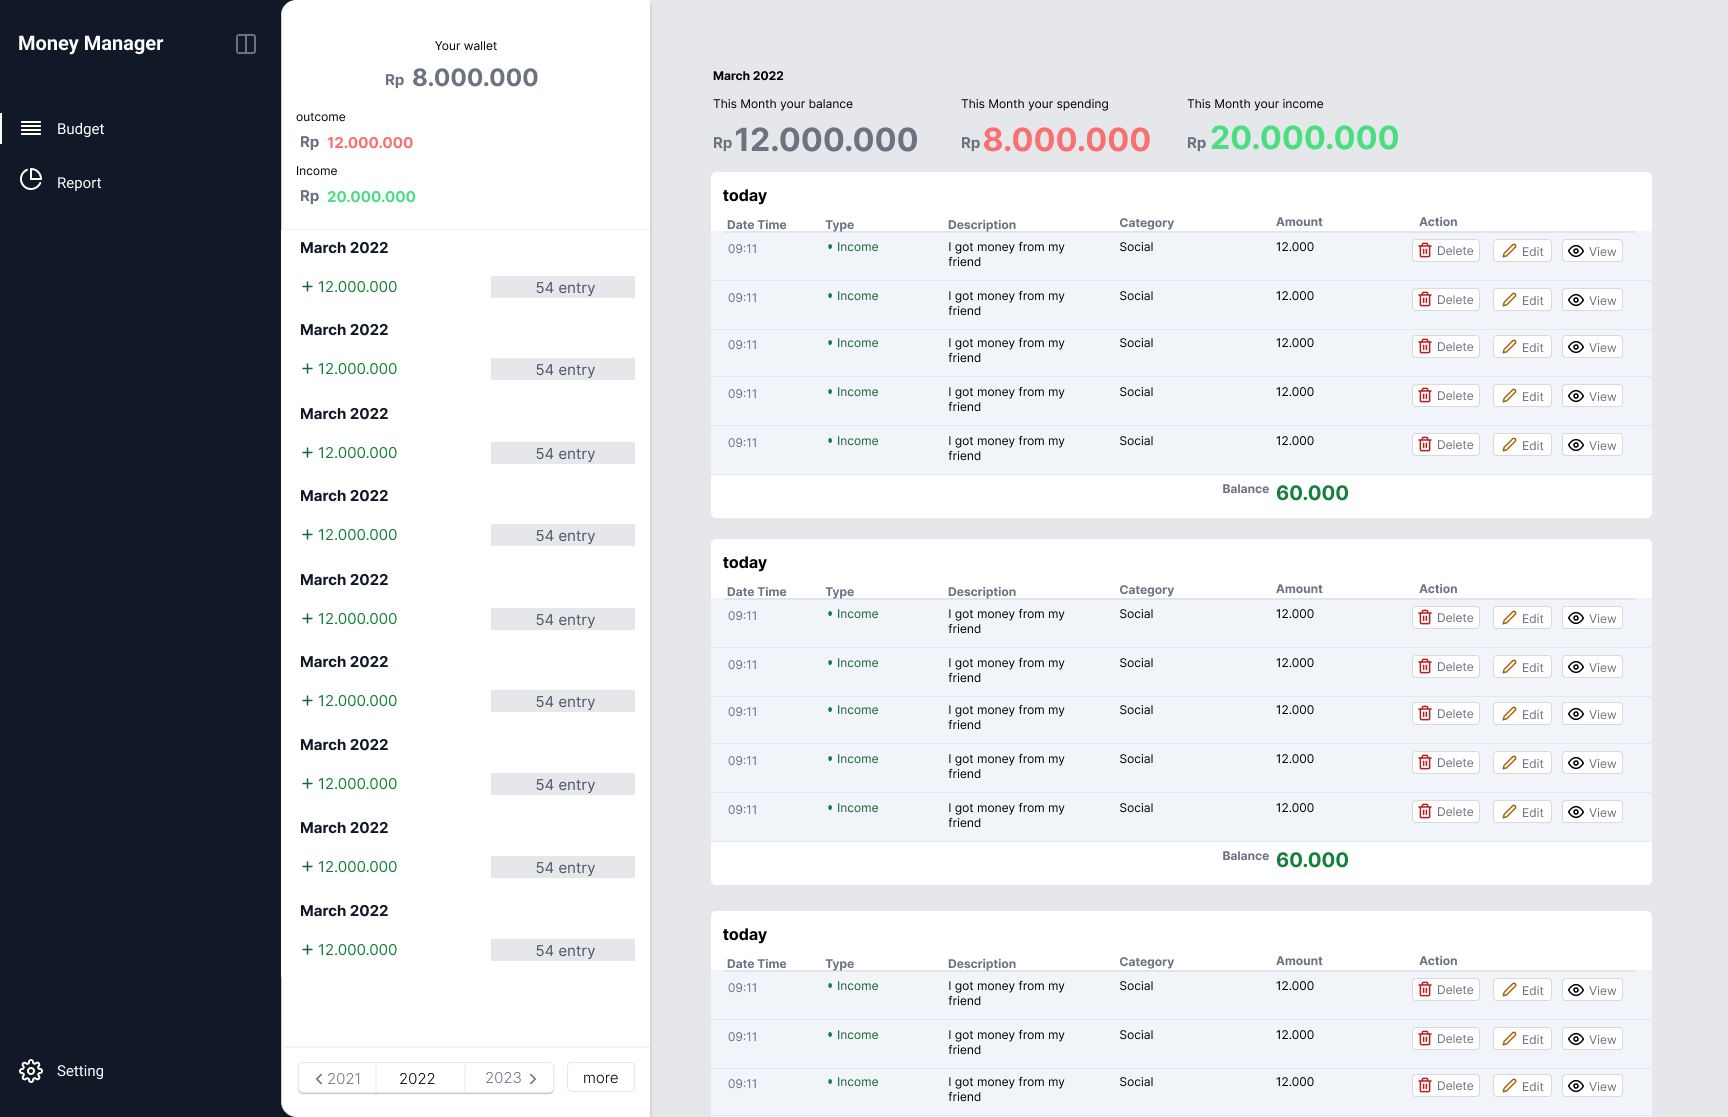 Money Manager
Budget
Report
Setting
Your wallet
Rp 8.000.000
outcome
Rp 12.000.000
Income
Rp 20.000.000
March 2022
+ 12.000.000 54 entry
March 2022
+ 12.000.000 54 entry
March 2022
+ 12.000.000 54 entry
March 2022
+ 12.000.000 54 entry
March 2022
+ 12.000.000 54 entry
March 2022
+ 12.000.000 54 entry
March 2022
+ 12.000.000 54 entry
March 2022
+ 12.000.000 54 entry
March 2022
+ 12.000.000 54 entry
2021 2022 2023 more
March 2022
This Month your balance This Month your spending This Month your income
Rp 12.000.000 Rp 8.000.000 Rp 20.000.000
today
Date Time Type Description Category Amount Action
09:11 • Income I got money from my Social 12.000 Delete Edit View
friend
09:11 • Income I got money from my Social 12.000 Delete Edit View
friend
09:11 • Income I got money from my Social 12.000 Delete Edit View
friend
09:11 • Income I got money from my Social 12.000 Delete Edit View
friend
09:11 • Income I got money from my Social 12.000 Delete Edit View
friend
Balance 60.000
today
Date Time Type Description Category Amount Action
09:11 • Income I got money from my Social 12.000 Delete Edit View
friend
09:11 • Income I got money from my Social 12.000 Delete Edit View
friend
09:11 • Income I got money from my Social 12.000 Delete Edit View
friend
09:11 • Income I got money from my Social 12.000 Delete Edit View
friend
09:11 • Income I got money from my Social 12.000 Delete Edit View
friend
Balance 60.000
today
Date Time Type Description Category Amount Action
09:11 • Income I got money from my Social 12.000 Delete Edit View
friend
09:11 • Income I got money from my Social 12.000 Delete Edit View
friend
09:11 • Income I got money from my Social 12.000 Delete Edit View
friend